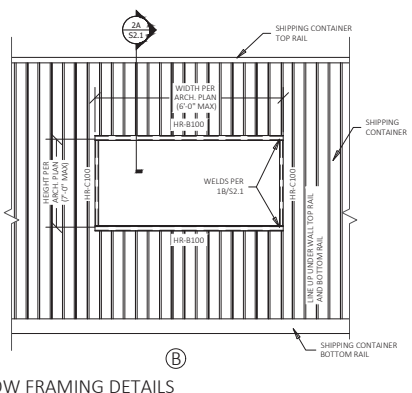 2A
S2.1
SHIPPING CONTAINER
TOP RAIL
WIDTH PER
ARCH. PLAN
(6'-0" MAX)
HR-B100
SHIPPING
CONTAINER
HEIGHT PER
ARCH. PLAN
(7'-0" MAX)
HR-C100
WELDS PER
1B/S2.1
HR-C100
LINE UP UNDER WALL TOP RAIL
AND BOTTOM RAIL
HR-B100
SHIPPING CONTAINER
BOTTOM RAIL
B
OW FRAMING DETAILS